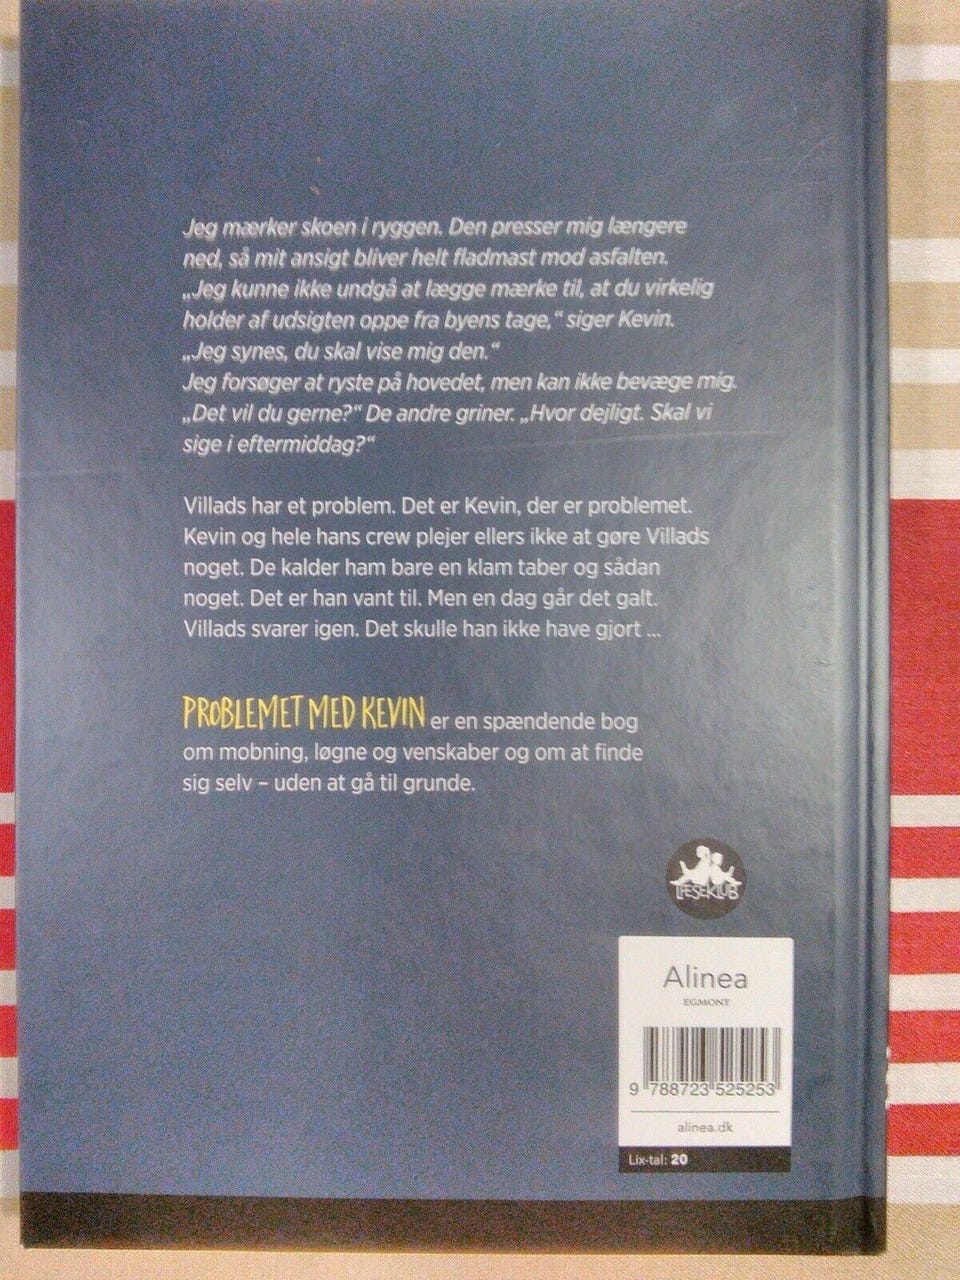 Jeg mærker skoen i ryggen. Den presser mig længere
ned, så mit ansigt bliver helt fladmast mod asfalten.
„Jeg kunne ikke undgå at lægge mærke til, at du virkelig
holder af udsigten oppe fra byens tage,“ siger Kevin.
„Jeg synes, du skal vise mig den.“
Jeg forsøger at ryste på hovedet, men kan ikke bevæge mig.
„Det vil du gerne?“ De andre griner. „Hvor dejligt. Skal vi
sige i eftermiddag?“
Villads har et problem. Det er Kevin, der er problemet.
Kevin og hele hans crew plejer ellers ikke at gøre Villads
noget. De kalder ham bare en klam taber og sådan
noget. Det er han vant til. Men en dag går det galt.
Villads svarer igen. Det skulle han ikke have gjort ...
PROBLEMET MED KEVIN er en spændende bog
om mobning, løgne og venskaber og om at finde
sig selv – uden at gå til grunde.
LÆSEKLUB
Alinea
EGMONT
9 788723 525253
alinea.dk
Lix-tal: 20